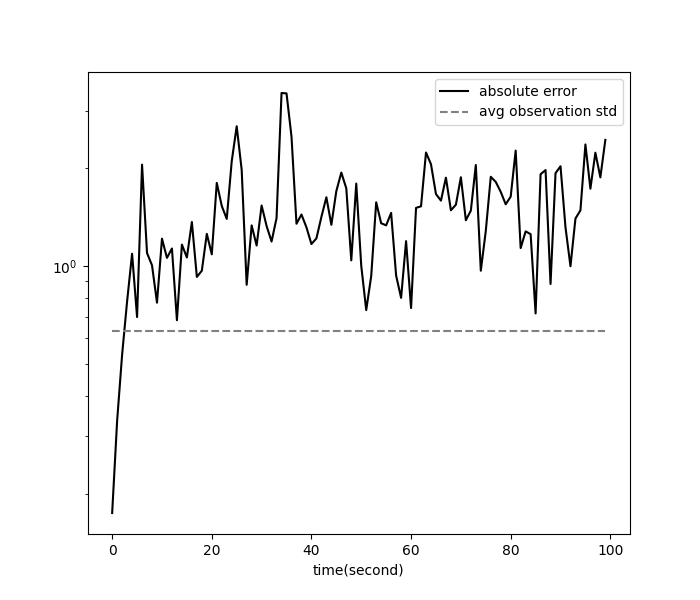 absolute error
avg observation std
10⁰
0
20
40
60
80
100
time(second)